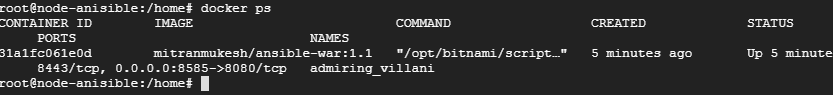 root@node-anisible:/home# docker ps
CONTAINER ID IMAGE COMMAND CREATED STATUS
PORTS NAMES
31a1fc061e0d mitranmukesh/ansible-war:1.1 "/opt/bitnami/script…" 5 minutes ago Up 5 minute
8443/tcp, 0.0.0.0:8585->8080/tcp admiring_villani
root@node-anisible:/home#